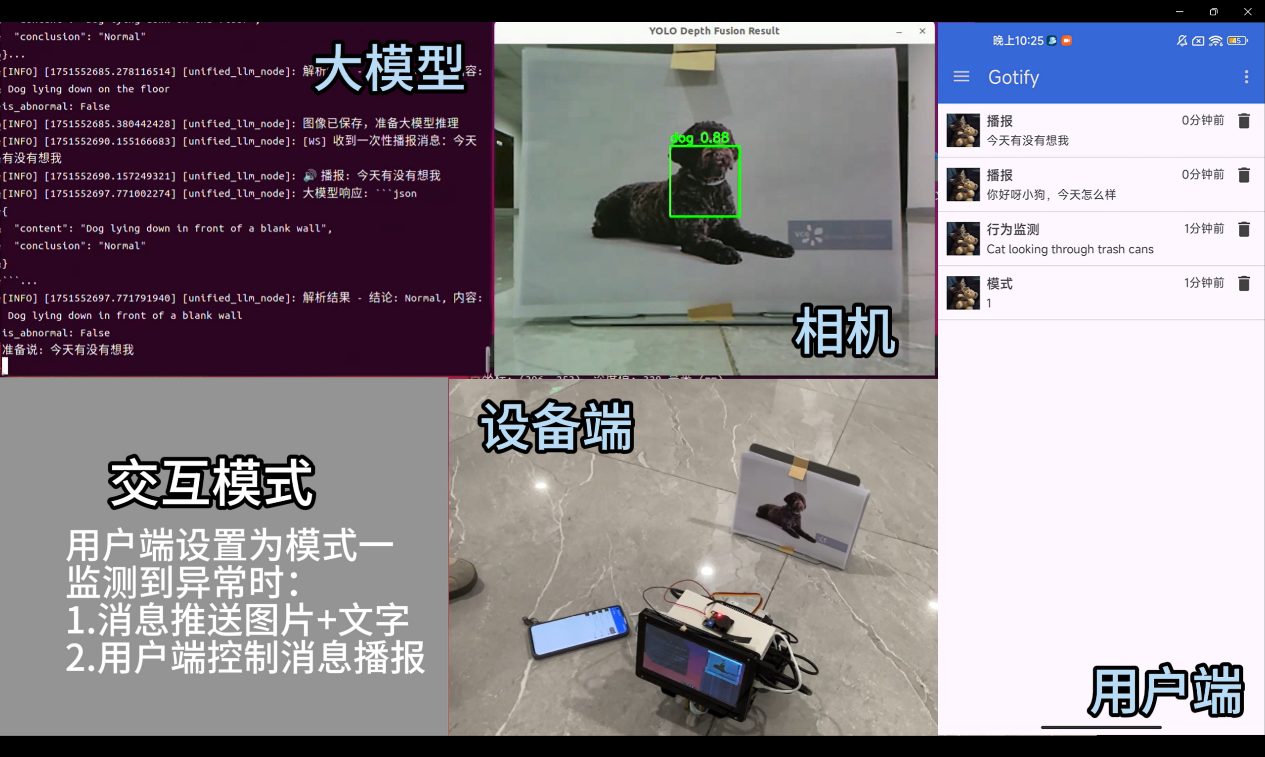 "conclusion": "Normal"
}...
[INFO] [1751552685.278116514] [unified_llm_node]: 解析
容:
Dog lying down on the floor
is_abnormal: False
[INFO] [1751552685.380442428] [unified_llm_node]: 图像已保存，准备大模型推理
[INFO] [1751552690.155166683] [unified_llm_node]: [WS] 收到一次性播报消息: 今天
有没有想我
[INFO] [1751552690.157249321] [unified_llm_node]: 🔊 播报: 今天有没有想我
[INFO] [1751552697.771002274] [unified_llm_node]: 大模型响应: ```json
{
"content": "Dog lying down in front of a blank wall",
"conclusion": "Normal"
}
```...
[INFO] [1751552697.771791940] [unified_llm_node]: 解析结果 - 结论: Normal, 内容:
Dog lying down in front of a blank wall
is_abnormal: False
准备说: 今天有没有想我
大模型
YOLO Depth Fusion Result
dog 0.88
相机
晚上10:25
45
Gotify
播报
0分钟前
今天有没有想我
播报
0分钟前
你好呀小狗，今天怎么样
行为监测
1分钟前
Cat looking through trash cans
模式
1分钟前
1
用户端
交互模式
用户端设置为模式一
监测到异常时：
1.消息推送图片+文字
2.用户端控制消息播报
设备端